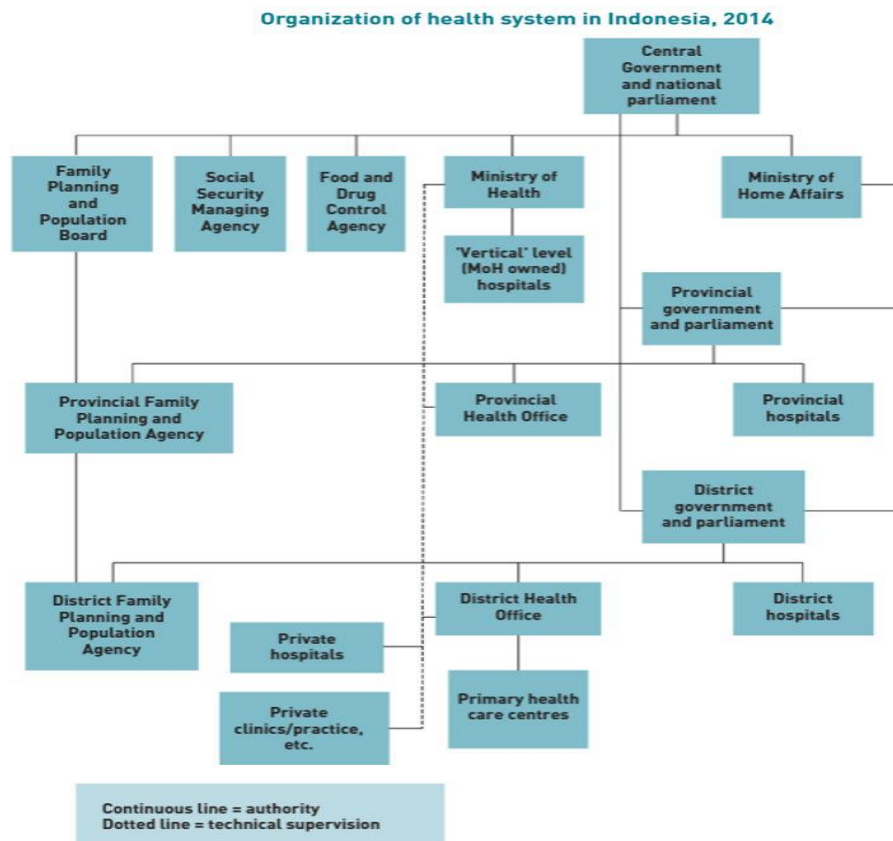 Organization of health system in Indonesia, 2014
Central
Government
and national
parliament
Family
Planning
and
Population
Board
Social
Security
Managing
Agency
Food and
Drug
Control
Agency
Ministry of
Health
Ministry of
Home Affairs
"Vertical" level
(MoH owned)
hospitals
Provincial
government
and parliament
Provincial Family
Planning and
Population Agency
Provincial
Health Office
Provincial
hospitals
District
government
and parliament
District Family
Planning and
Population
Agency
District Health
Office
District
hospitals
Private
hospitals
Private
clinics/practice,
etc.
Primary health
care centres
Continuous line = authority
Dotted line = technical supervision